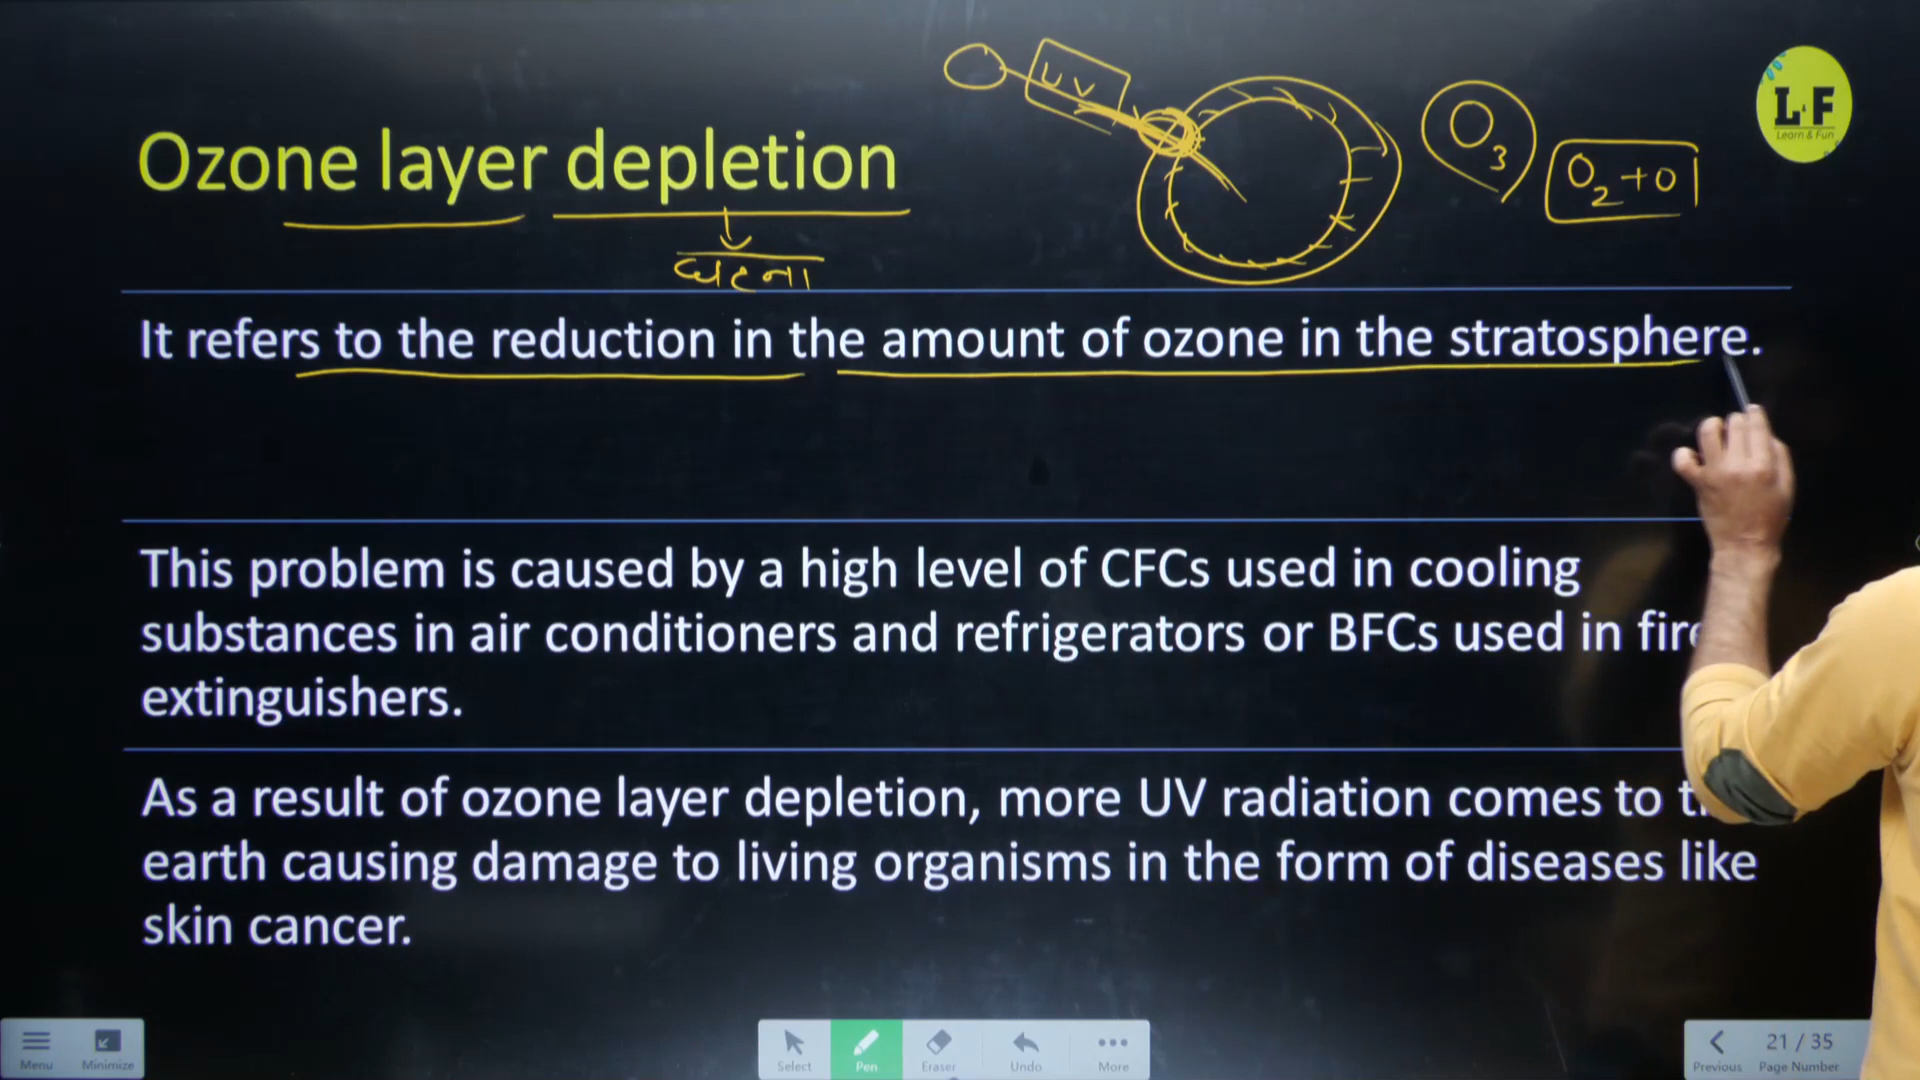 UV
O3
O2+O
L&F
Learn & Fun
Ozone layer depletion
घटना
It refers to the reduction in the amount of ozone in the stratosphere.
This problem is caused by a high level of CFCs used in cooling
substances in air conditioners and refrigerators or BFCs used in
extinguishers.
As a result of ozone layer depletion, more UV radiation comes to
earth causing damage to living organisms in the form of diseases like
skin cancer.
Menu
Minimize
Select
Pen
Eraser
Undo
More
Previous
21 / 35
Page Number